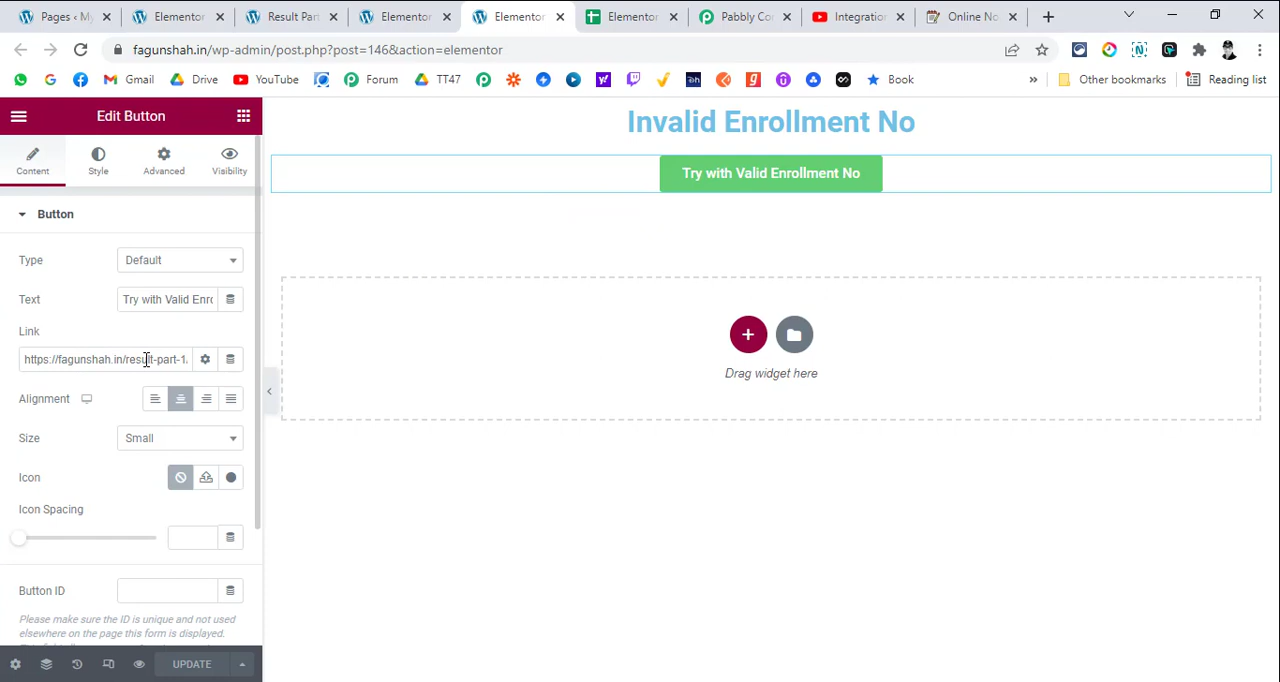 Pages ‹ My
Elementor
Result Part
Elementor
Elementor
Elementor
Pabbly Co
Integration
Online No
fagunshah.in/wp-admin/post.php?post=146&action=elementor
Gmail
Drive
YouTube
Forum
TT47
Book
»
Other bookmarks
Reading list
Edit Button
Content
Style
Advanced
Visibility
Button
Type
Default
Text
Try with Valid Enro
Link
https://fagunshah.in/result-part-1/
Alignment
Size
Small
Icon
Icon Spacing
Button ID
Please make sure the ID is unique and not used
elsewhere on the page this form is displayed.
UPDATE
Invalid Enrollment No
Try with Valid Enrollment No
Drag widget here